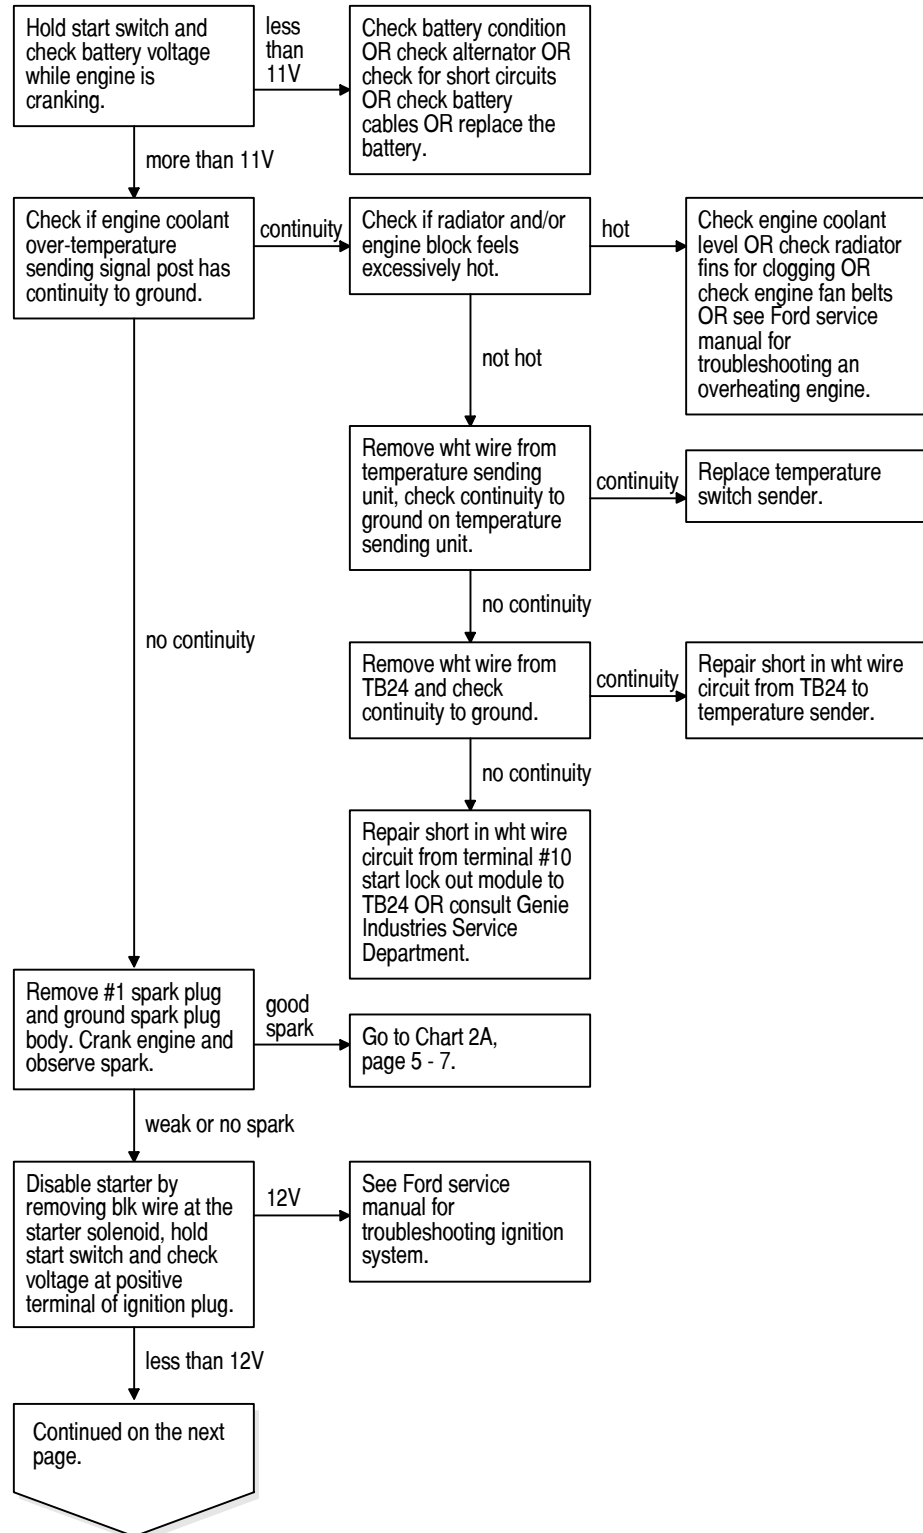 Hold start switch and
check battery voltage
while engine is
cranking.
less
than
11V
Check battery condition
OR check alternator OR
check for short circuits
OR check battery
cables OR replace the
battery.
more than 11V
Check if engine coolant
over-temperature
sending signal post has
continuity to ground.
continuity
Check if radiator and/or
engine block feels
excessively hot.
hot
Check engine coolant
level OR check radiator
fins for clogging OR
check engine fan belts
OR see Ford service
manual for
troubleshooting an
overheating engine.
not hot
Remove wht wire from
temperature sending
unit, check continuity to
ground on temperature
sending unit.
continuity
Replace temperature
switch sender.
no continuity
no continuity
Remove wht wire from
TB24 and check
continuity to ground.
continuity
Repair short in wht wire
circuit from TB24 to
temperature sender.
no continuity
Repair short in wht wire
circuit from terminal #10
start lock out module to
TB24 OR consult Genie
Industries Service
Department.
Remove #1 spark plug
and ground spark plug
body. Crank engine and
observe spark.
good
spark
Go to Chart 2A,
page 5 - 7.
weak or no spark
Disable starter by
removing blk wire at the
starter solenoid, hold
start switch and check
voltage at positive
terminal of ignition plug.
12V
See Ford service
manual for
troubleshooting ignition
system.
less than 12V
Continued on the next
page.